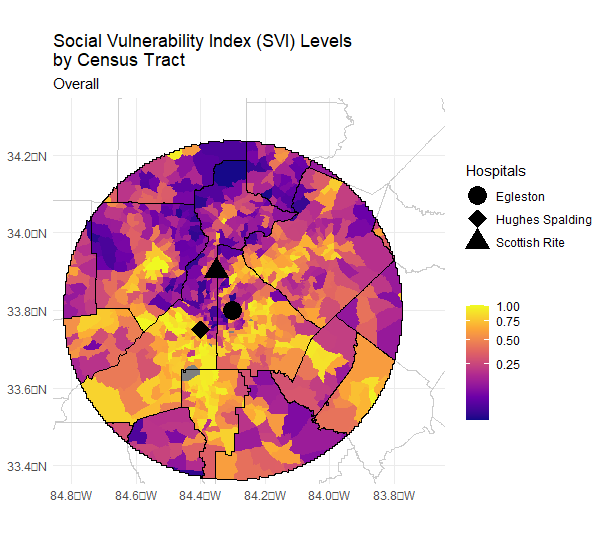 Social Vulnerability Index (SVI) Levels
by Census Tract
Overall
34.2□N
34.0□N
33.8□N
33.6□N
33.4□N
84.8□W
84.6□W
84.4□W
84.2□W
84.0□W
83.8□W
Hospitals
Egleston
Hughes Spalding
Scottish Rite
1.00
0.75
0.50
0.25